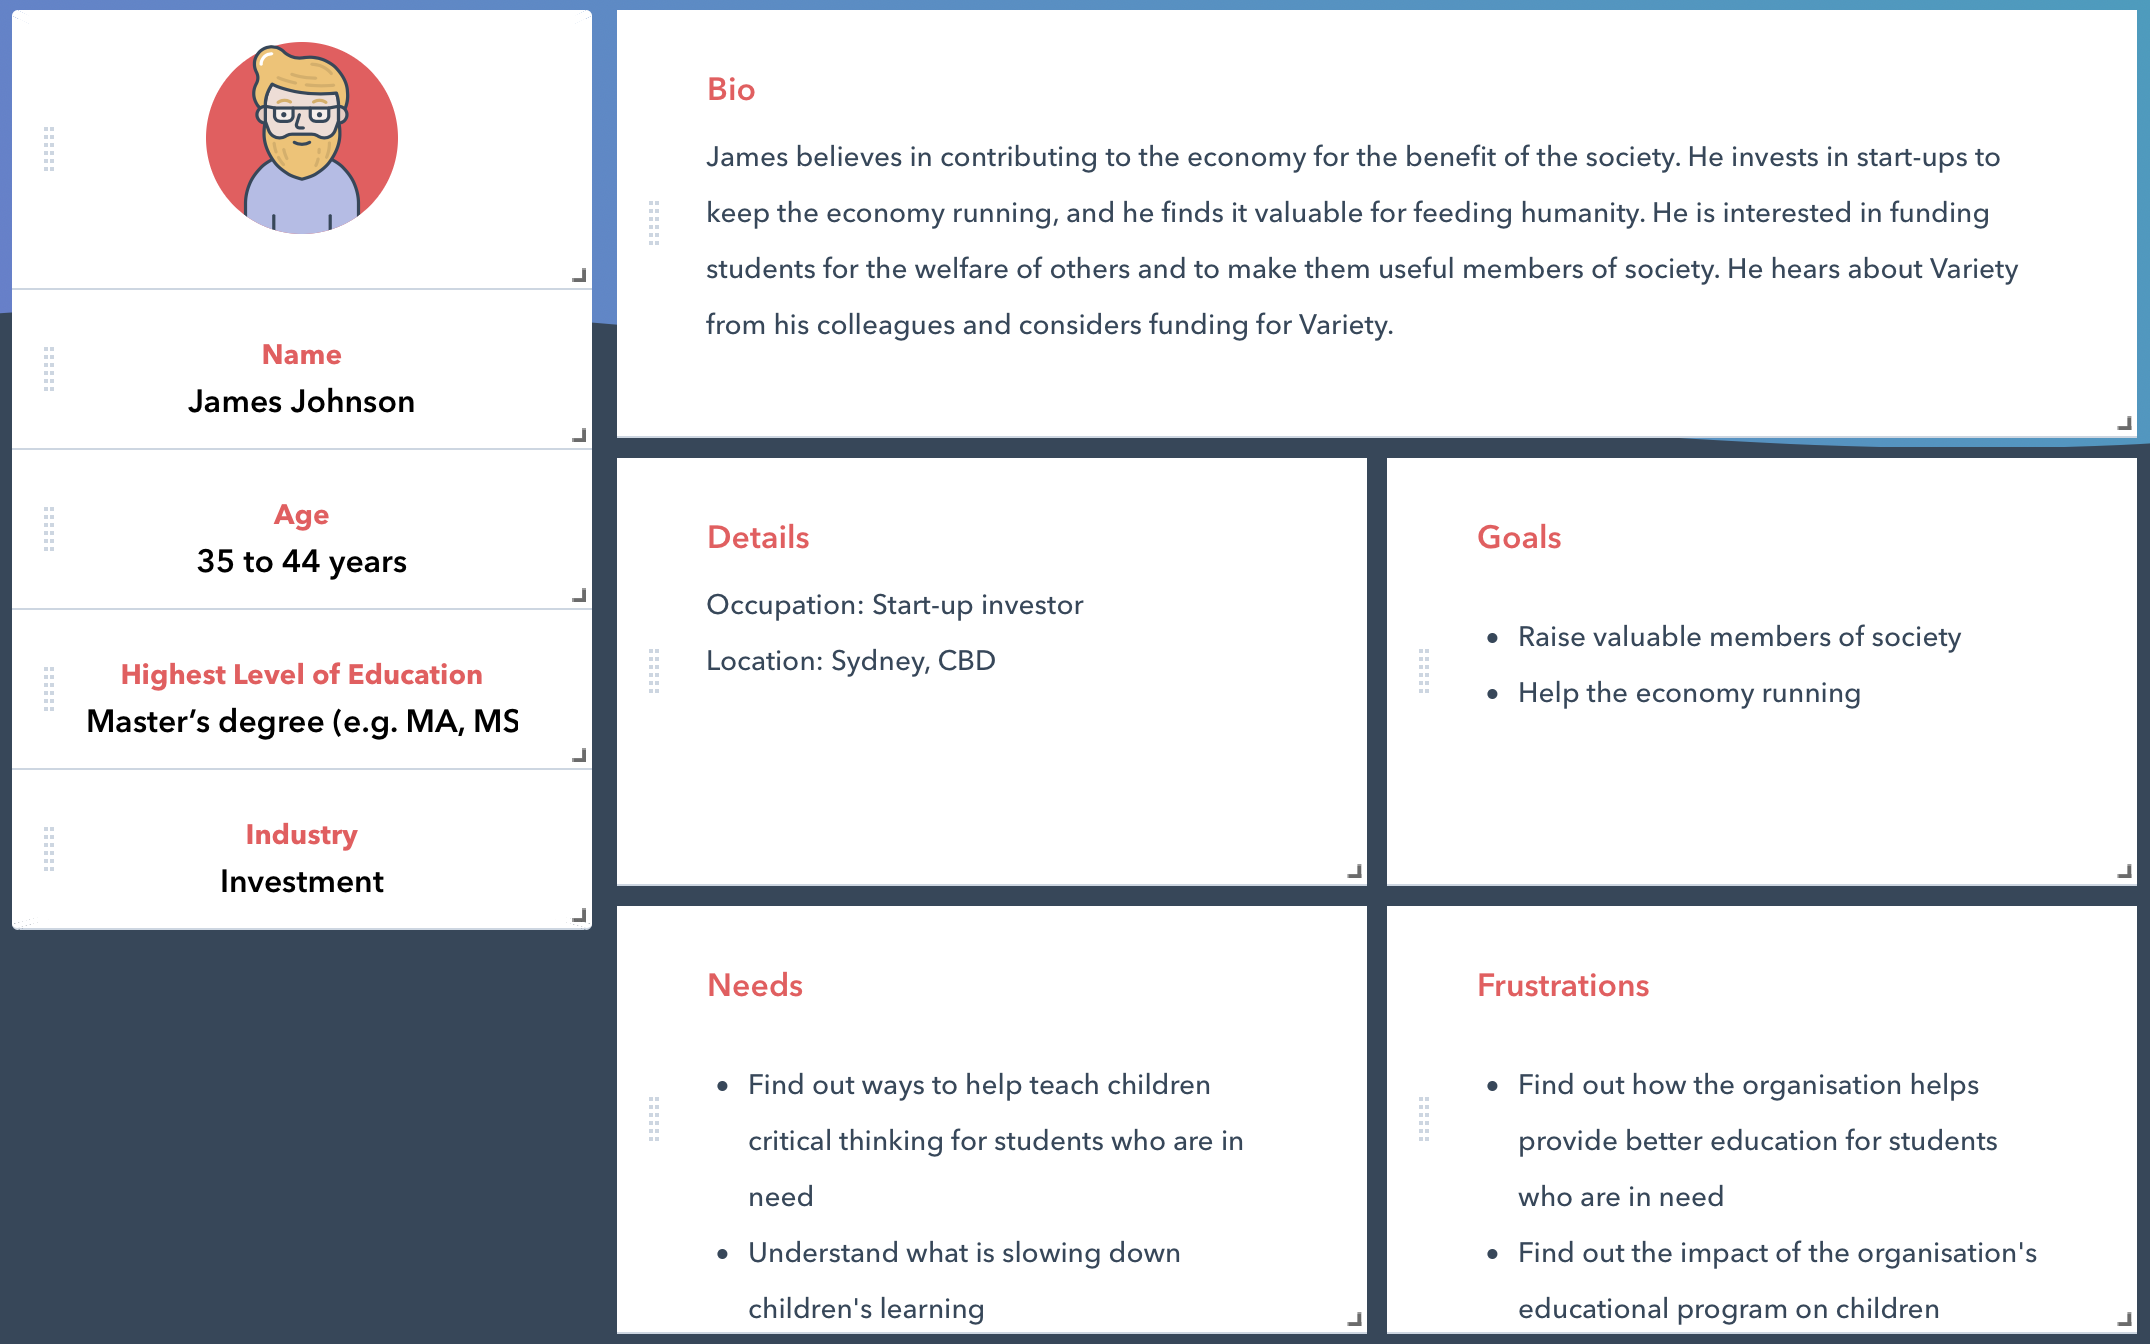 Name
James Johnson
Age
35 to 44 years
Highest Level of Education
Master’s degree (e.g. MA, MS
Industry
Investment
Bio
James believes in contributing to the economy for the benefit of the society. He invests in start-ups to
keep the economy running, and he finds it valuable for feeding humanity. He is interested in funding
students for the welfare of others and to make them useful members of society. He hears about Variety
from his colleagues and considers funding for Variety.
Details
Occupation: Start-up investor
Location: Sydney, CBD
Goals
• Raise valuable members of society
• Help the economy running
Needs
• Find out ways to help teach children
critical thinking for students who are in
need
• Understand what is slowing down
children's learning
Frustrations
• Find out how the organisation helps
provide better education for students
who are in need
• Find out the impact of the organisation's
educational program on children